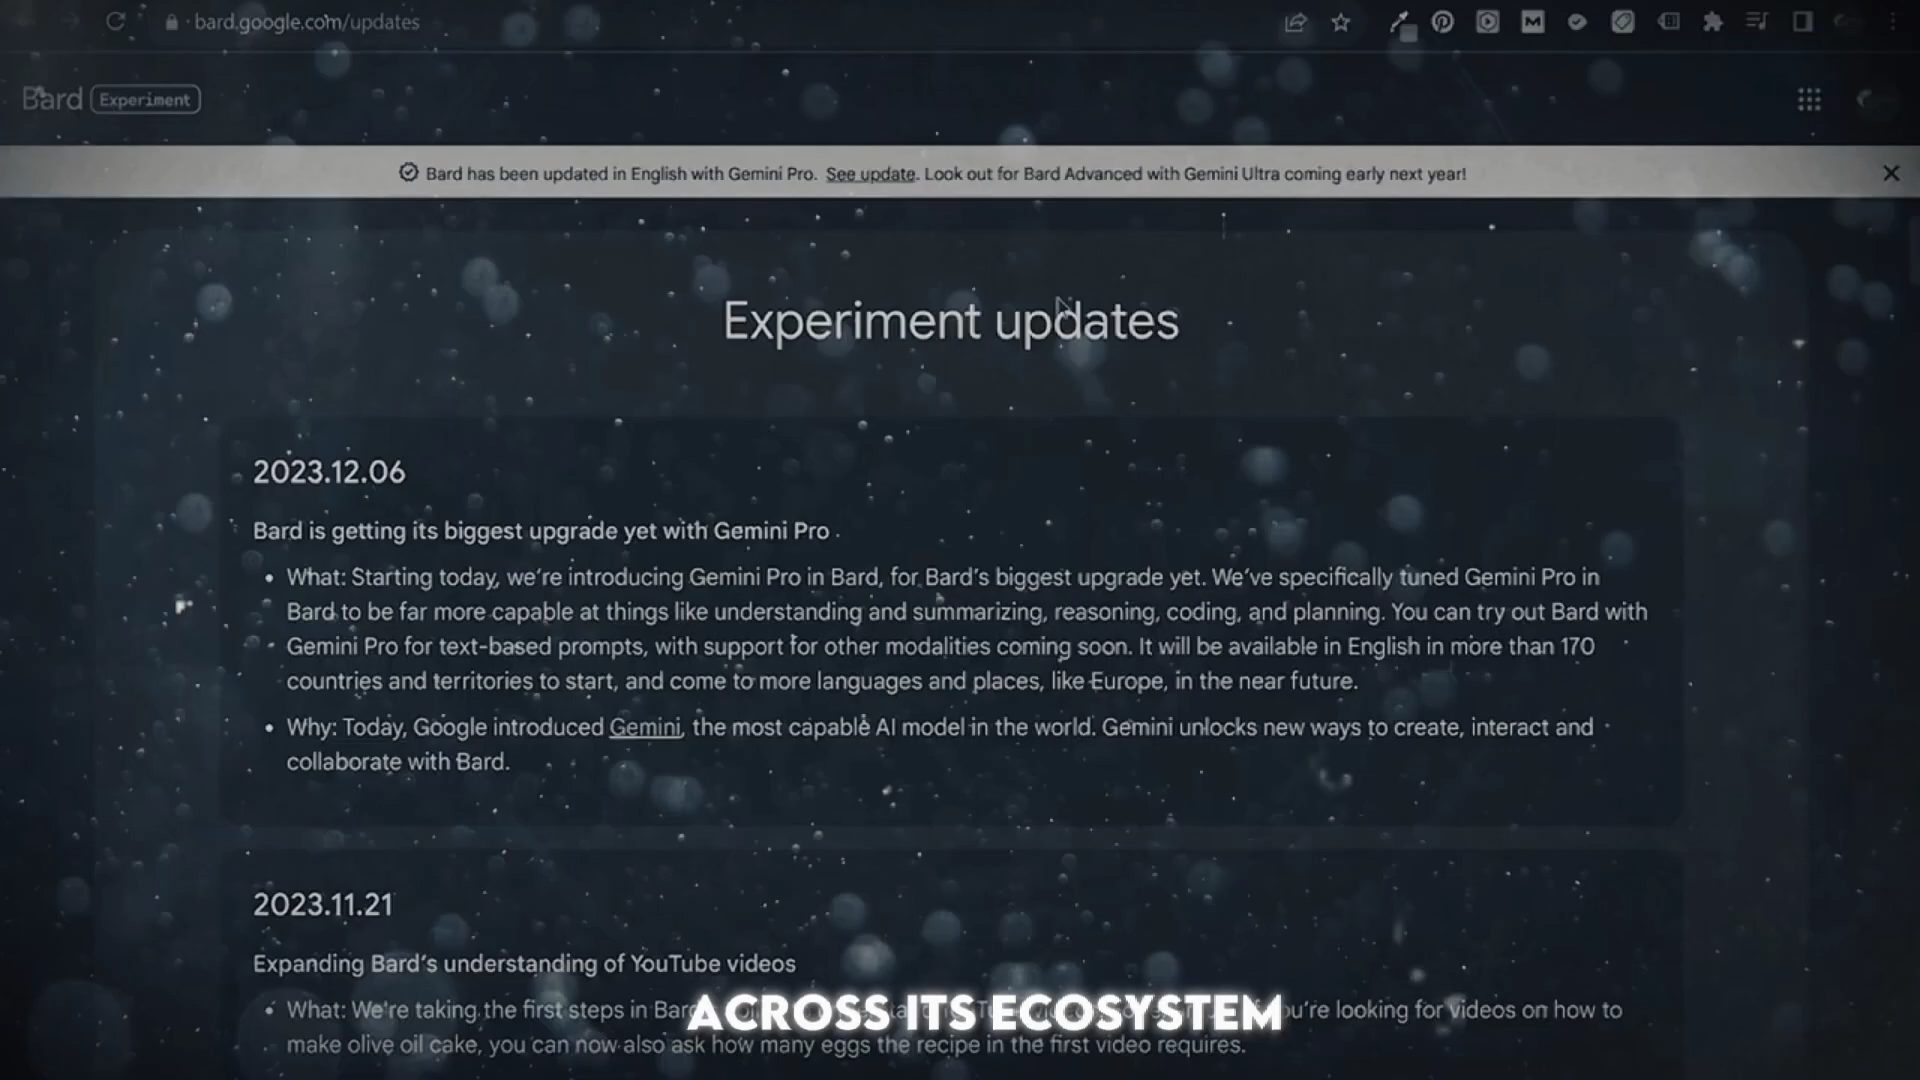 bard.google.com/updates
Bard Experiment
Bard has been updated in English with Gemini Pro. See update. Look out for Bard Advanced with Gemini Ultra coming early next year!
Experiment updates
2023.12.06
Bard is getting its biggest upgrade yet with Gemini Pro
• What: Starting today, we're introducing Gemini Pro in Bard, for Bard's biggest upgrade yet. We've specifically tuned Gemini Pro in
Bard to be far more capable at things like understanding and summarizing, reasoning, coding, and planning. You can try out Bard with
Gemini Pro for text-based prompts, with support for other modalities coming soon. It will be available in English in more than 170
countries and territories to start, and come to more languages and places, like Europe, in the near future.
• Why: Today, Google introduced Gemini, the most capable AI model in the world. Gemini unlocks new ways to create, interact and
collaborate with Bard.
2023.11.21
Expanding Bard's understanding of YouTube videos
• What: We're taking the first steps in Bard you're looking for videos on how to
ACROSS ITS ECOSYSTEM
make olive oil cake, you can now also ask how many eggs the recipe in the first video requires.